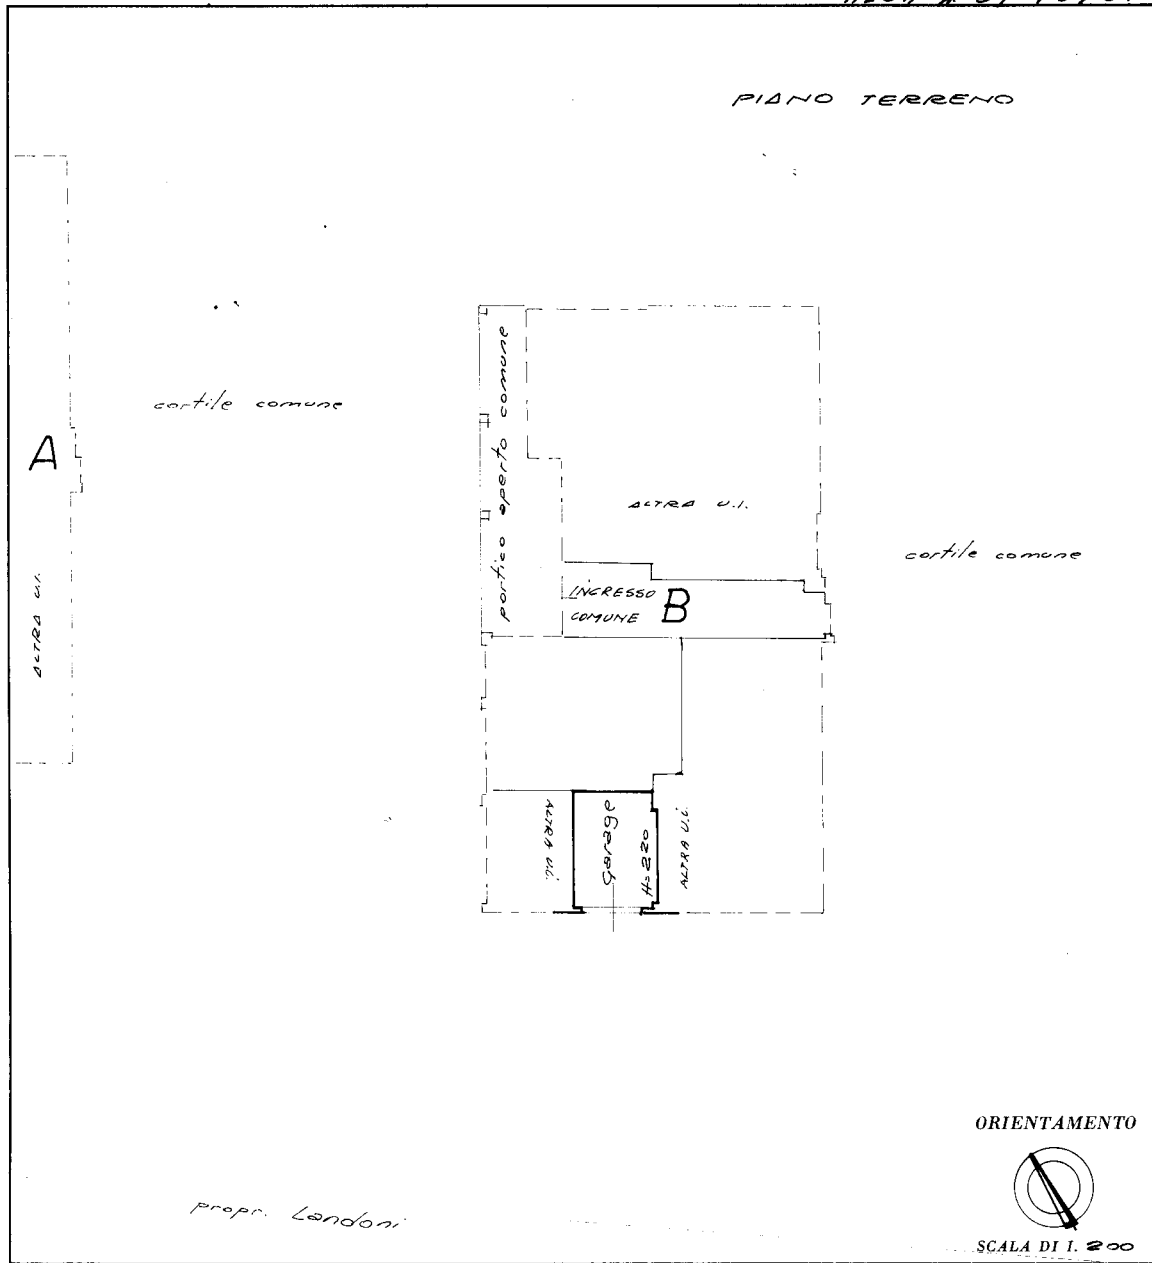 PIANO TERRENO
cortile comune
A
ALTRA U.I.
portico aperto comune
ALTRA U.I.
cortile comune
INGRESSO
COMUNE
B
ALTRA U.I.
Garage
H=220
ALTRA U.I.
ORIENTAMENTO
propr. Landoni
SCALA DI 1. 200